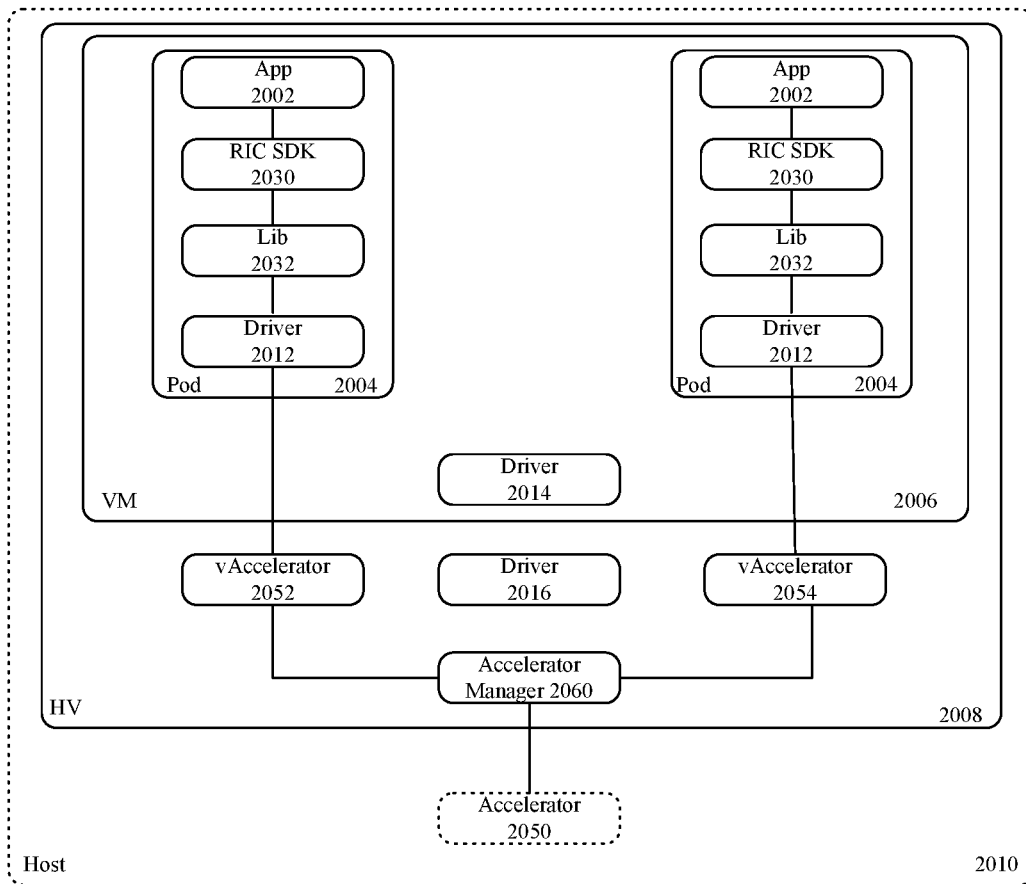 App
2002
App
2002
RIC SDK
2030
RIC SDK
2030
Lib
2032
Lib
2032
Driver
2012
Driver
2012
Pod 2004
Pod 2004
Driver
2014
VM 2006
vAccelerator
2052
Driver
2016
vAccelerator
2054
Accelerator
Manager 2060
HV 2008
Accelerator
2050
Host 2010